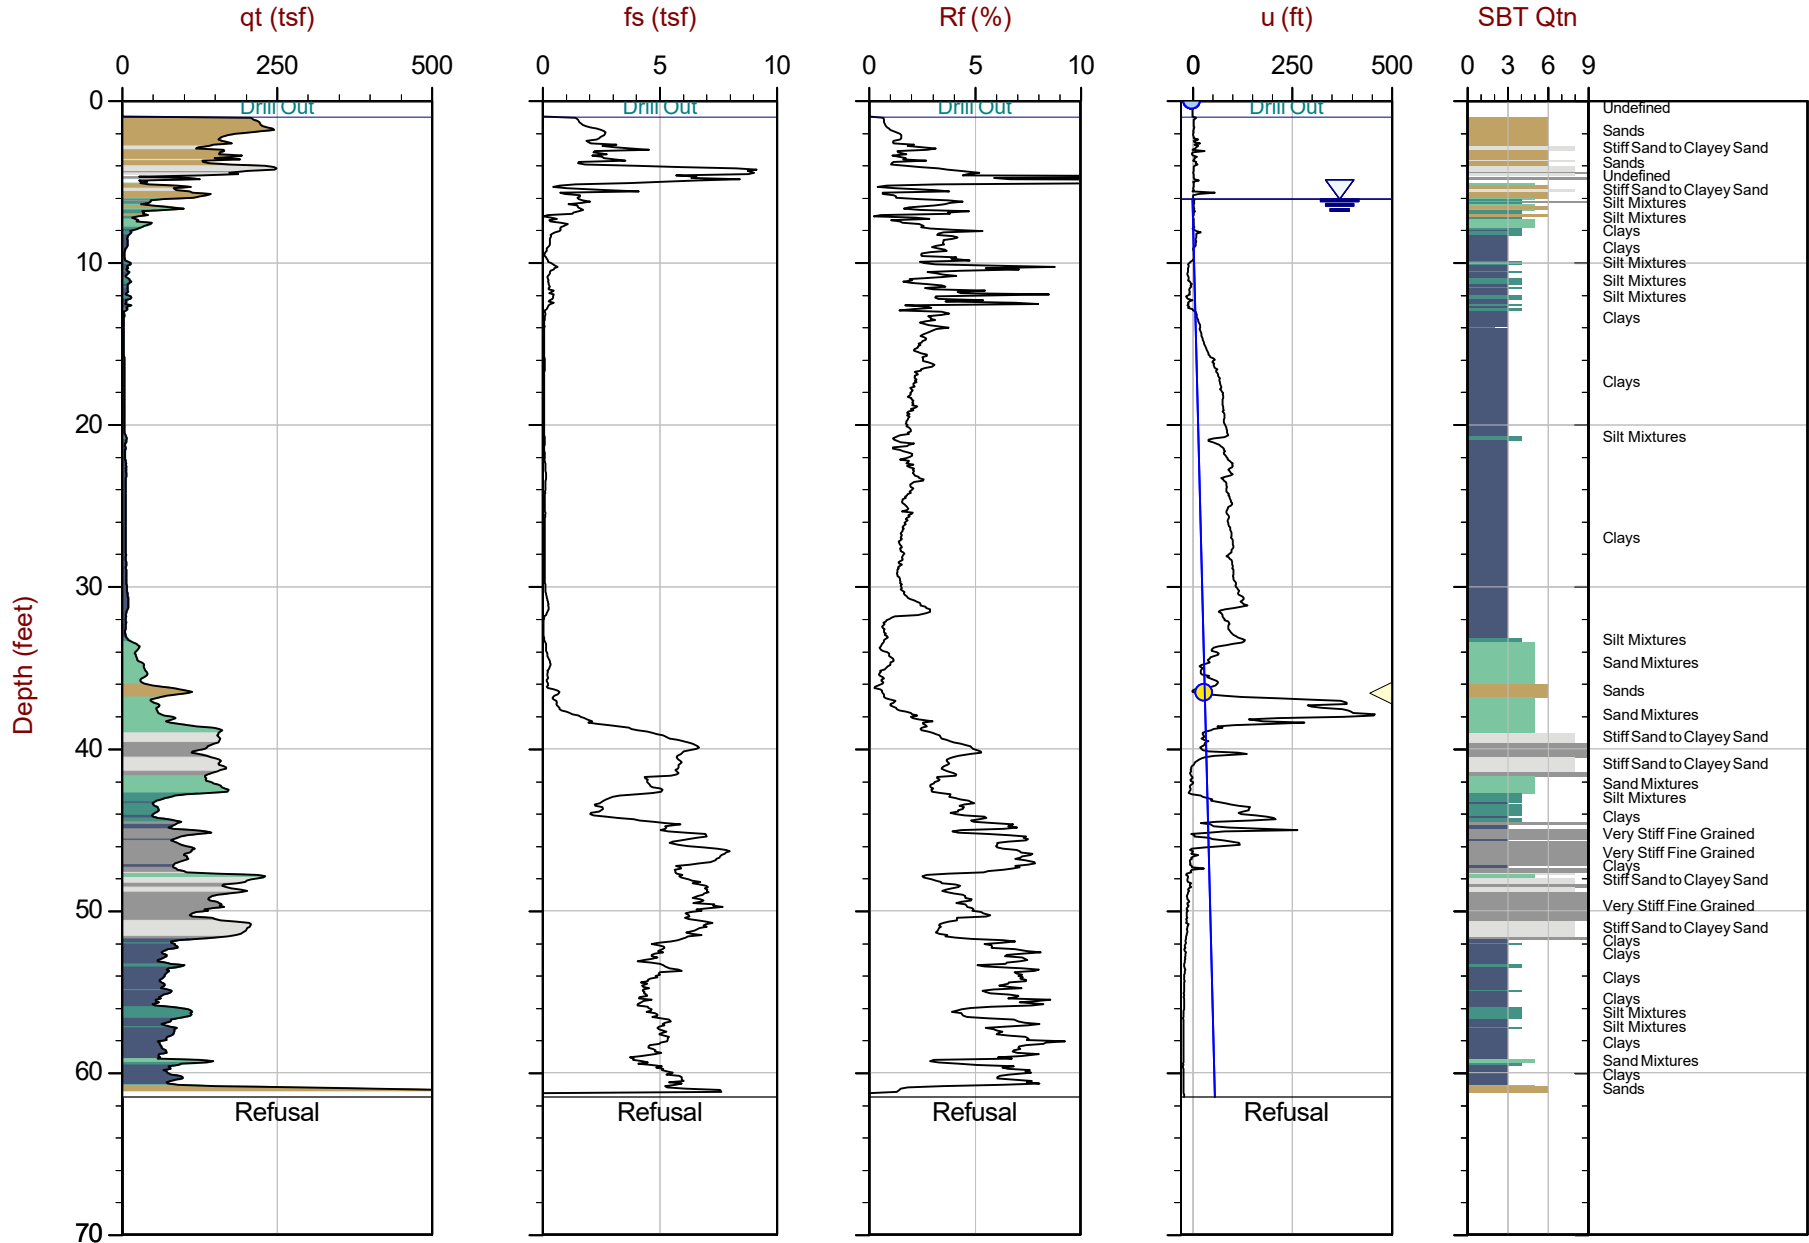 qt (tsf)
fs (tsf)
Rf (%)
u (ft)
SBT Qtn
0 250 500
0 5 10
0 5 10
0 250 500
0 3 6 9
Depth (feet)
0
10
20
30
40
50
60
70
Drill Out
Drill Out
Drill Out
Drill Out
Undefined
Sands
Stiff Sand to Clayey Sand
Sands
Undefined
Stiff Sand to Clayey Sand
Silt Mixtures
Silt Mixtures
Clays
Clays
Silt Mixtures
Silt Mixtures
Silt Mixtures
Clays
Clays
Silt Mixtures
Clays
Silt Mixtures
Sand Mixtures
Sands
Sand Mixtures
Stiff Sand to Clayey Sand
Stiff Sand to Clayey Sand
Sand Mixtures
Silt Mixtures
Clays
Very Stiff Fine Grained
Very Stiff Fine Grained
Clays
Stiff Sand to Clayey Sand
Very Stiff Fine Grained
Stiff Sand to Clayey Sand
Clays
Clays
Clays
Clays
Silt Mixtures
Silt Mixtures
Clays
Sand Mixtures
Clays
Sands
Refusal
Refusal
Refusal
Refusal